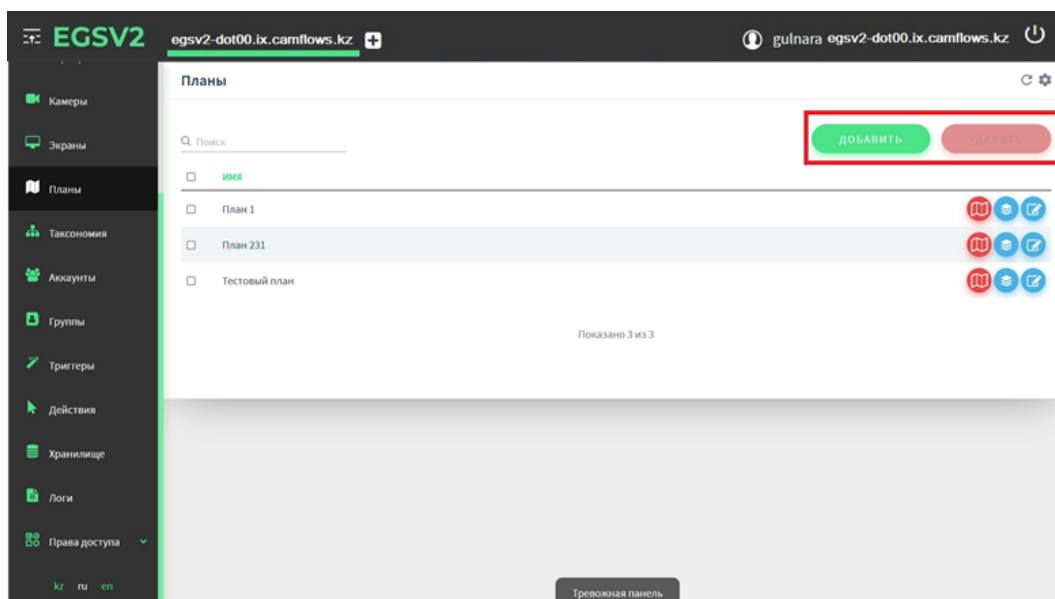 EGSV2
egsv2-dot00.ix.camflows.kz
gulnara egsv2-dot00.ix.camflows.kz
Камеры
Экраны
Планы
Таксономия
Аккаунты
Группы
Триггеры
Действия
Хранилище
Логи
Права доступа
kz ru en
Планы
Поиск
ДОБАВИТЬ
УДАЛИТЬ
ИМЯ
План 1
План 231
Тестовый план
Показано 3 из 3
Тревожная панель